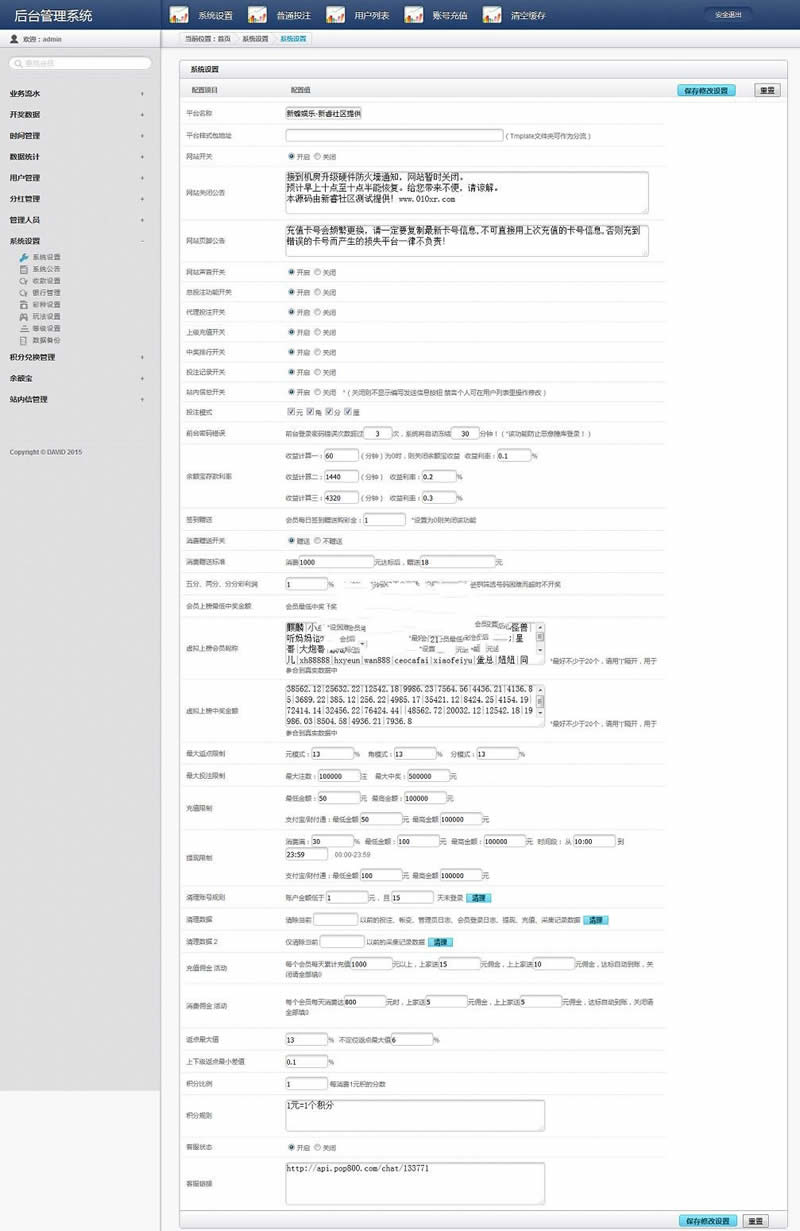 后台管理系统
系统设置 普通投注 用户列表 账号充值 清空缓存 安全退出
欢迎：admin
当前位置：首页 系统设置 系统设置
业务流水 +
开奖数据 +
时间管理 +
数据统计 +
用户管理 +
分红管理 +
管理人员 +
系统设置 -
系统设置
系统公告
收款设置
银行管理
彩种设置
玩法设置
等级设置
数据备份
积分兑换管理 +
余额宝 +
站内信管理 +
Copyright © DAVID 2015
系统设置
配置项目 配置值 保存修改设置 重置
平台名称 新蝶娱乐-新睿社区提供
平台样式包地址 ( Tmplate文件夹可作为分流 )
网站开关 开启 关闭
网站关闭公告
接到机房升级硬件防火墙通知，网站暂时关闭。
预计早上十点至十点半能恢复。给您带来不便，请谅解。
本源码由新睿社区测试提供！www.010xr.com
网站页脚公告
充值卡号会频繁更换，请一定要复制最新卡号信息,不可直接用上次充值的卡号信息,否则充到
错误的卡号而产生的损失平台一律不负责!
网站声音开关 开启 关闭
总投注功能开关 开启 关闭
代理投注开关 开启 关闭
上级充值开关 开启 关闭
中奖排行开关 开启 关闭
投注记录开关 开启 关闭
站内信总开关 开启 关闭 *（关闭则不显示编写发送信息按钮 禁言个人可在用户列表里操作修改）
投注模式 元 角 分 厘
前台密码错误 前台登录密码错误次数超过 3 次，系统将自动冻结 30 分钟！（*该功能防止恶意撞库登录！）
余额宝存款利率
收益计算一：60 （分钟）为0时，则关闭余额宝收益 收益利率：0.1 %
收益计算二：1440 （分钟） 收益利率：0.2 %
收益计算三：4320 （分钟） 收益利率：0.3 %
签到赠送 会员每日签到赠送购彩金：1 *设置为0则关闭该功能
消费赠送开关 赠送 不赠送
消费赠送标准 消费1000 元达标后，赠送18 元
五分、两分、分分彩利润 1 %
会员上榜最低中奖金额 会员最低中奖
虚拟上榜会员昵称
麒麟|小
听妈妈
哥|大炮哥
儿|xh88888|hxyeun|wan888|ceocafai|xiaofeiyu|蛋总|妞妞|同
*最好少于20个，请用“|”隔开，用于
参合到真实数据中
虚拟上榜中奖金额
38562.12|25632.22|12542.18|9986.23|7564.56|4436.21|4136.8
5|3689.22|385.12|256.22|4985.17|35421.12|8424.25|4154.19
72414.14|32456.22|76424.44| |48562.72|20032.12|12542.18|19
986.03|8504.58|4936.21|7936.8
*最好不少于20个，请用“|”隔开，用于
参合到真实数据中
最大返点限制 元模式：13 % 角模式：13 % 分模式：13 %
最大投注限制 最大注数：100000 注 最大中奖：500000 元
充值限制
最低金额：50 元 最高金额：100000 元
支付宝/财付通：最低金额 50 元 最高金额 100000 元
提现限制
消费满：30 % 最低金额：100 元 最高金额：100000 元 时间段：从 10:00 到
23:59 00:00-23:59
支付宝/财付通：最低金额 100 元 最高金额 100000 元
清理账号规则 账户金额低于 1 元，且 15 天未登录 清理
清理数据 清除当前 以前的投注、帐变、管理员日志、会员登录日志、提现、充值、采集记录数据 清理
清理数据 2 仅清除当前 以前的采集记录数据 清理
充值佣金 活动 每个会员每天累计充值1000 元以上，上家送15 元佣金，上上家送10 元佣金，达标自动到账，关
闭请全部填0
消费佣金 活动 每个会员每天消费达800 元时，上家送5 元佣金，上上家送5 元佣金，达标自动到账，关闭请
全部填0
返点最大值 13 % 不定位返点最大值6 %
上下级返点最小差值 0.1 %
积分比例 1 每消费1元积的分数
积分规则 1元=1个积分
客服状态 开启 关闭
客服链接 http://api.pop800.com/chat/133771
保存修改设置 重置